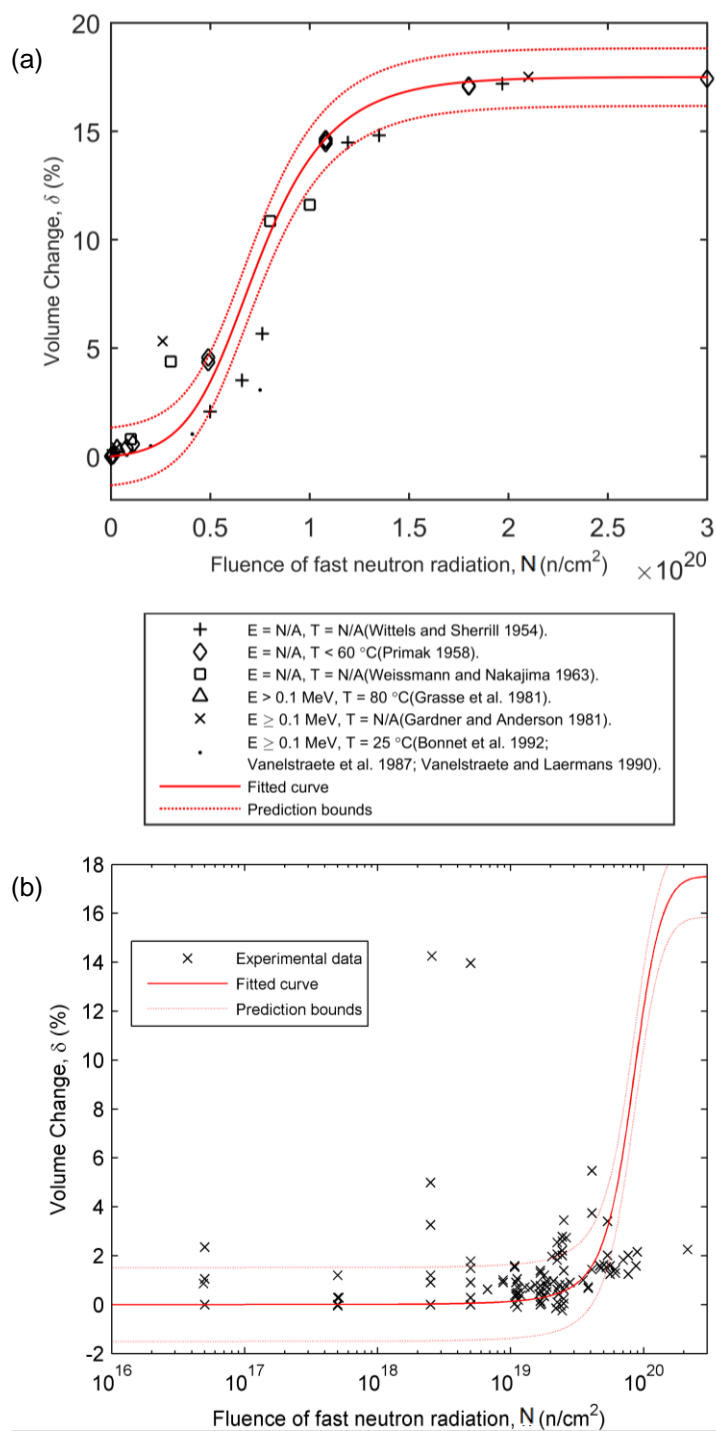 (a)
20
15
10
5
0
Volume Change, δ (%)
0 0.5 1 1.5 2 2.5 3
Fluence of fast neutron radiation, N (n/cm²) × 10²⁰
+ E = N/A, T = N/A(Wittels and Sherrill 1954).
◇ E = N/A, T < 60 °C(Primak 1958).
□ E = N/A, T = N/A(Weissmann and Nakajima 1963).
△ E > 0.1 MeV, T = 80 °C(Grasse et al. 1981).
× E ≥ 0.1 MeV, T = N/A(Gardner and Anderson 1981).
E ≥ 0.1 MeV, T = 25 °C(Bonnet et al. 1992;
Vanelstraete et al. 1987; Vanelstraete and Laermans 1990).
Fitted curve
Prediction bounds
(b)
18
16
14
12
10
8
6
4
2
0
-2
Volume Change, δ (%)
× Experimental data
Fitted curve
Prediction bounds
10¹⁶ 10¹⁷ 10¹⁸ 10¹⁹ 10²⁰
Fluence of fast neutron radiation, N (n/cm²)